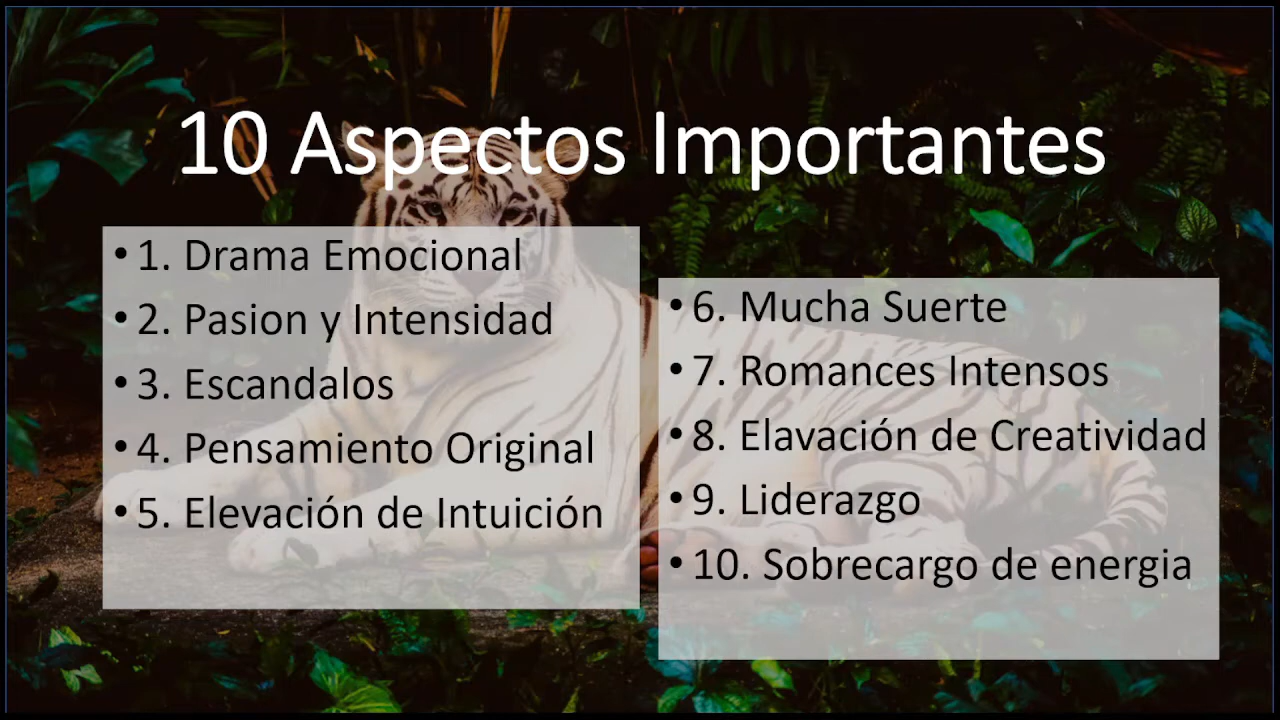 10 Aspectos Importantes
• 1. Drama Emocional
• 2. Pasion y Intensidad
• 3. Escandalos
• 4. Pensamiento Original
• 5. Elevación de Intuición
• 6. Mucha Suerte
• 7. Romances Intensos
• 8. Elavación de Creatividad
• 9. Liderazgo
• 10. Sobrecargo de energia